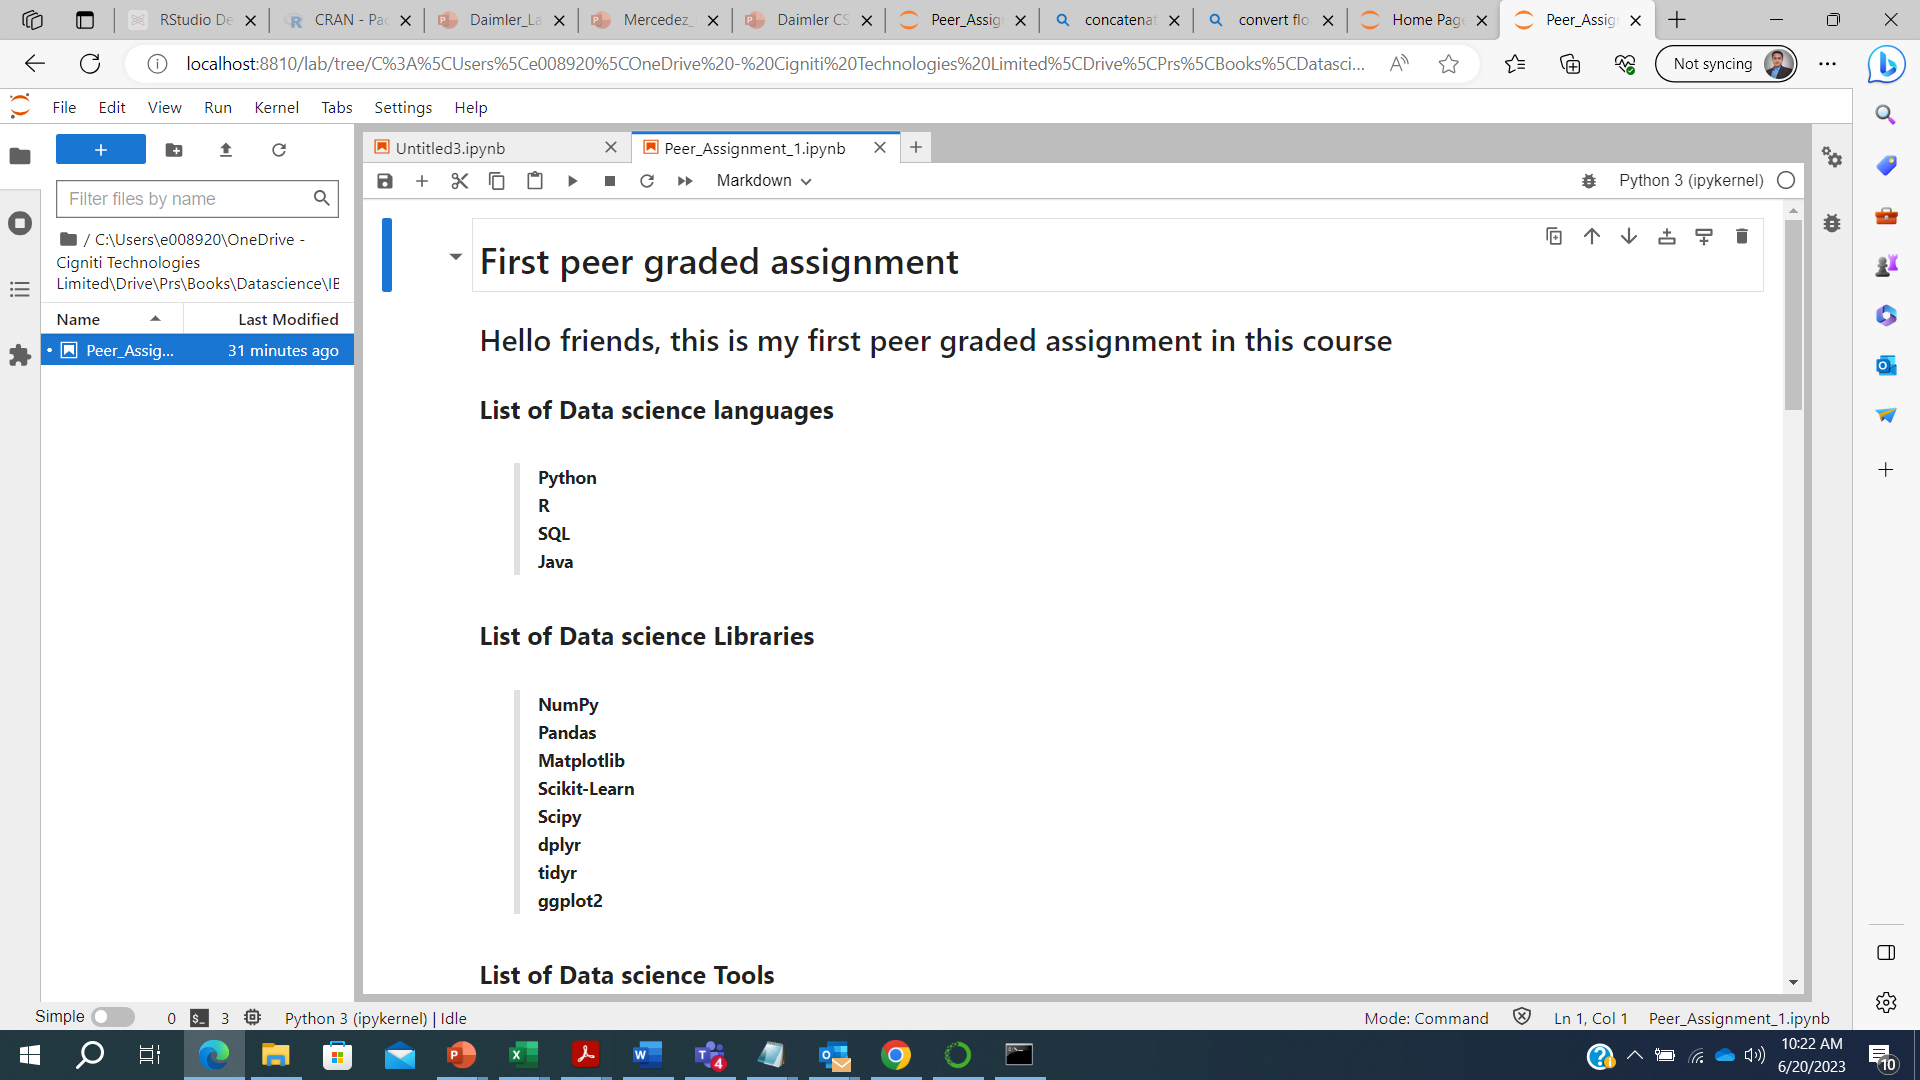 RStudio De
CRAN - Pac
Daimler_La
Mercedez_
Daimler CS
Peer_Assig
concatenat
convert flo
Home Page
Peer_Assig
localhost:8810/lab/tree/C%3A%5CUsers%5Ce008920%5COneDrive%20-%20Cigniti%20Technologies%20Limited%5CDrive%5CPrs%5CBooks%5CDatasci...
Not syncing
File Edit View Run Kernel Tabs Settings Help
Untitled3.ipynb
Peer_Assignment_1.ipynb
Markdown
Python 3 (ipykernel)
Filter files by name
/ C:\Users\e008920\OneDrive -
Cigniti Technologies
Limited\Drive\Prs\Books\Datascience\IE
Name Last Modified
Peer_Assig... 31 minutes ago
First peer graded assignment
Hello friends, this is my first peer graded assignment in this course
List of Data science languages
Python
R
SQL
Java
List of Data science Libraries
NumPy
Pandas
Matplotlib
Scikit-Learn
Scipy
dplyr
tidyr
ggplot2
List of Data science Tools
Simple 0 $_ 3 Python 3 (ipykernel) | Idle
Mode: Command Ln 1, Col 1 Peer_Assignment_1.ipynb
4
10:22 AM
6/20/2023
10